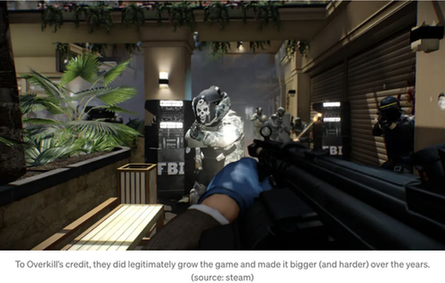 FBI
FBI
To Overkill's credit, they did legitimately grow the game and made it bigger (and harder) over the years.
(source: steam)